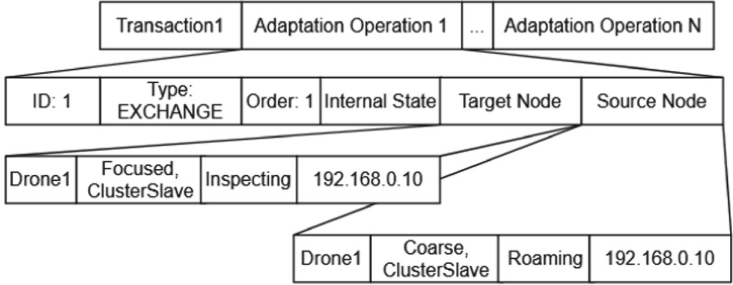 Transaction1 Adaptation Operation 1 ... Adaptation Operation N
ID: 1 Type: EXCHANGE Order: 1 Internal State Target Node Source Node
Drone1 Focused, ClusterSlave Inspecting 192.168.0.10
Drone1 Coarse, ClusterSlave Roaming 192.168.0.10